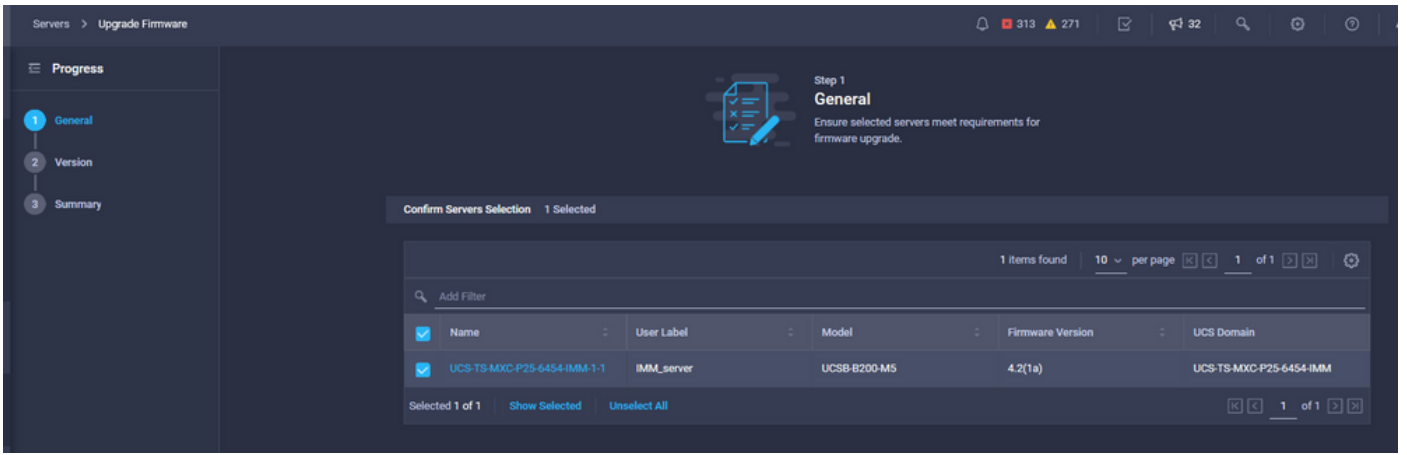 Servers > Upgrade Firmware
313 271 32
Progress
1 General
2 Version
3 Summary
Step 1
General
Ensure selected servers meet requirements for
firmware upgrade.
Confirm Servers Selection 1 Selected
1 items found 10 per page 1 of 1
Add Filter
Name User Label Model Firmware Version UCS Domain
UCS-TS-MXC-P25-6454-IMM-1-1 IMM_server UCSB-B200-M5 4.2(1a) UCS-TS-MXC-P25-6454-IMM
Selected 1 of 1 Show Selected Unselect All 1 of 1